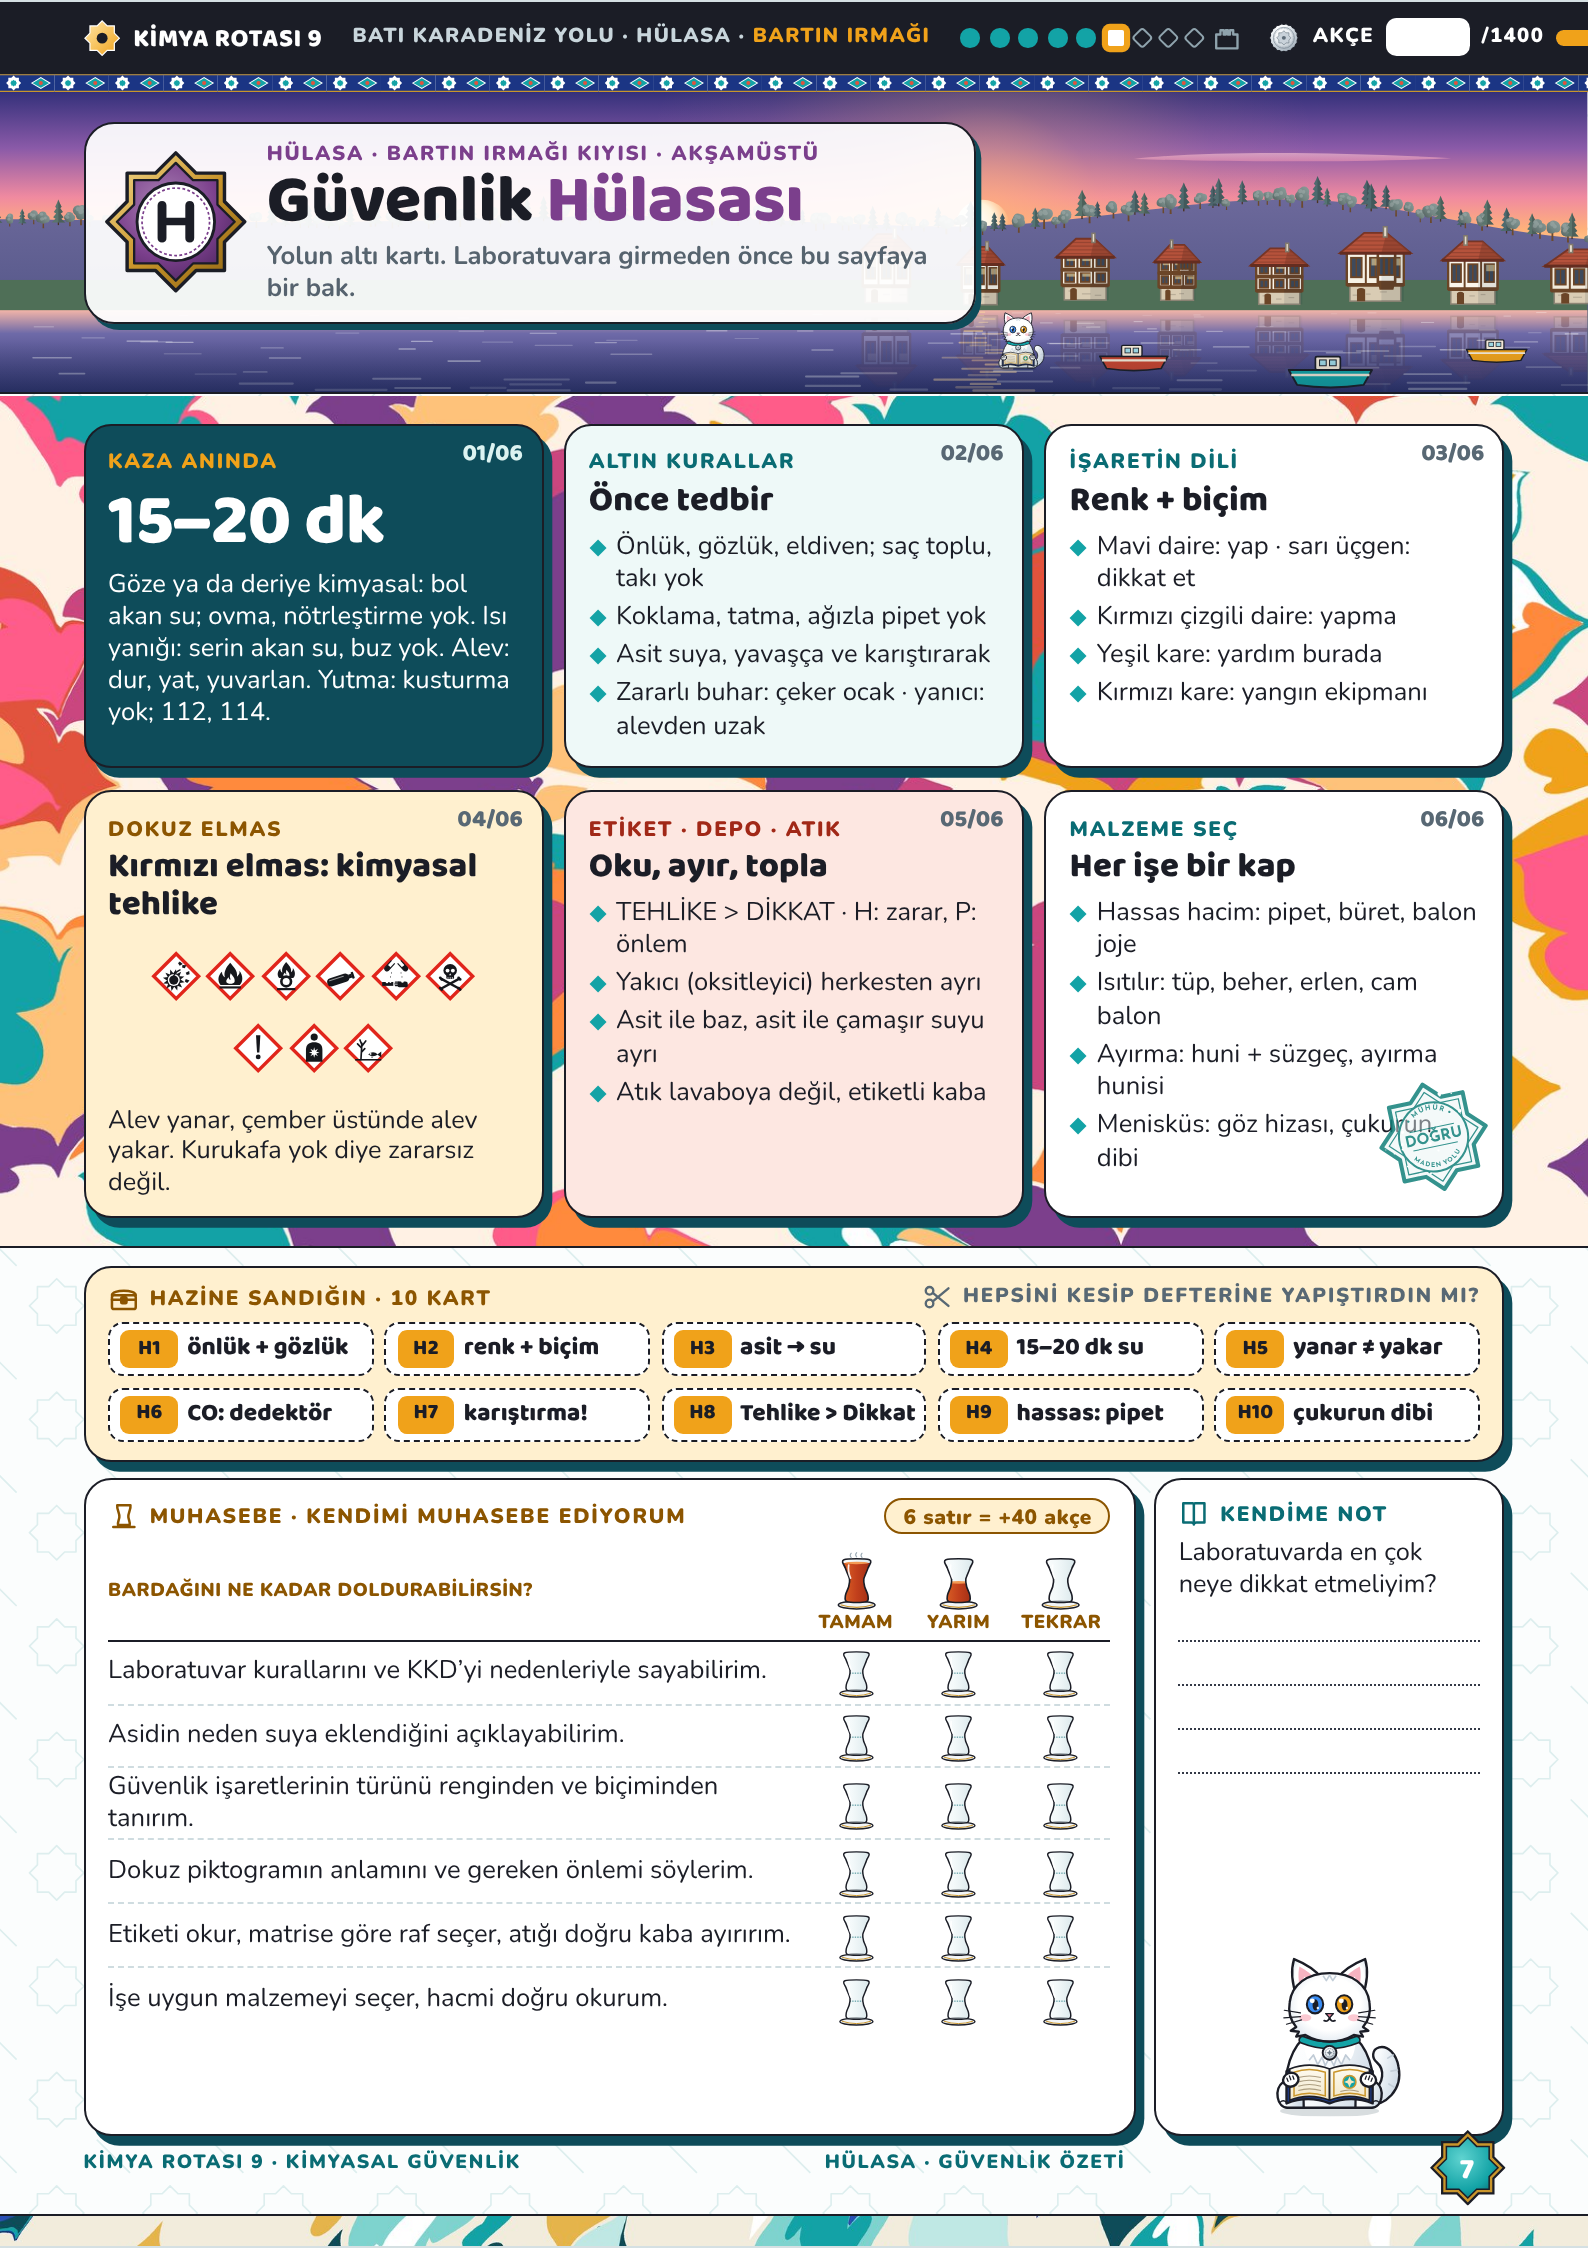 KİMYA ROTASI 9
BATI KARADENİZ YOLU · HÜLASA · BARTIN IRMAĞI
AKÇE
/1400
HÜLASA · BARTIN IRMAĞI KIYISI · AKŞAMÜSTÜ
H
Güvenlik Hülasası
Yolun altı kartı. Laboratuvara girmeden önce bu sayfaya
bir bak.
KAZA ANINDA
01/06
15–20 dk
Göze ya da deriye kimyasal: bol
akan su; ovma, nötrleştirme yok. Isı
yanığı: serin akan su, buz yok. Alev:
dur, yat, yuvarlan. Yutma: kusturma
yok; 112, 114.
ALTIN KURALLAR
02/06
Önce tedbir
Önlük, gözlük, eldiven; saç toplu,
takı yok
Koklama, tatma, ağızla pipet yok
Asit suya, yavaşça ve karıştırarak
Zararlı buhar: çeker ocak · yanıcı:
alevden uzak
İŞARETİN DİLİ
03/06
Renk + biçim
Mavi daire: yap · sarı üçgen:
dikkat et
Kırmızı çizgili daire: yapma
Yeşil kare: yardım burada
Kırmızı kare: yangın ekipmanı
DOKUZ ELMAS
04/06
Kırmızı elmas: kimyasal
tehlike
Alev yanar, çember üstünde alev
yakar. Kurukafa yok diye zararsız
değil.
ETİKET · DEPO · ATIK
05/06
Oku, ayır, topla
TEHLİKE > DİKKAT · H: zarar, P:
önlem
Yakıcı (oksitleyici) herkesten ayrı
Asit ile baz, asit ile çamaşır suyu
ayrı
Atık lavaboya değil, etiketli kaba
MALZEME SEÇ
06/06
Her işe bir kap
Hassas hacim: pipet, büret, balon
joje
Isıtılır: tüp, beher, erlen, cam
balon
Ayırma: huni + süzgeç, ayırma
hunisi
Menisküs: göz hizası, çukurun
dibi
MÜHÜR
DOĞRU
MADEN YOLU
HAZİNE SANDIĞIN · 10 KART
HEPSİNİ KESİP DEFTERİNE YAPIŞTIRDIN MI?
H1 önlük + gözlük
H2 renk + biçim
H3 asit → su
H4 15–20 dk su
H5 yanar ≠ yakar
H6 CO: dedektör
H7 karıştırma!
H8 Tehlike > Dikkat
H9 hassas: pipet
H10 çukurun dibi
MUHASEBE · KENDİMİ MUHASEBE EDİYORUM
6 satır = +40 akçe
BARDAĞINI NE KADAR DOLDURABİLİRSİN?
TAMAM
YARIM
TEKRAR
Laboratuvar kurallarını ve KKD’yi nedenleriyle sayabilirim.
Asidin neden suya eklendiğini açıklayabilirim.
Güvenlik işaretlerinin türünü renginden ve biçiminden
tanırım.
Dokuz piktogramın anlamını ve gereken önlemi söylerim.
Etiketi okur, matrise göre raf seçer, atığı doğru kaba ayırırım.
İşe uygun malzemeyi seçer, hacmi doğru okurum.
KENDİME NOT
Laboratuvarda en çok
neye dikkat etmeliyim?
KİMYA ROTASI 9 · KİMYASAL GÜVENLİK
HÜLASA · GÜVENLİK ÖZETİ
7